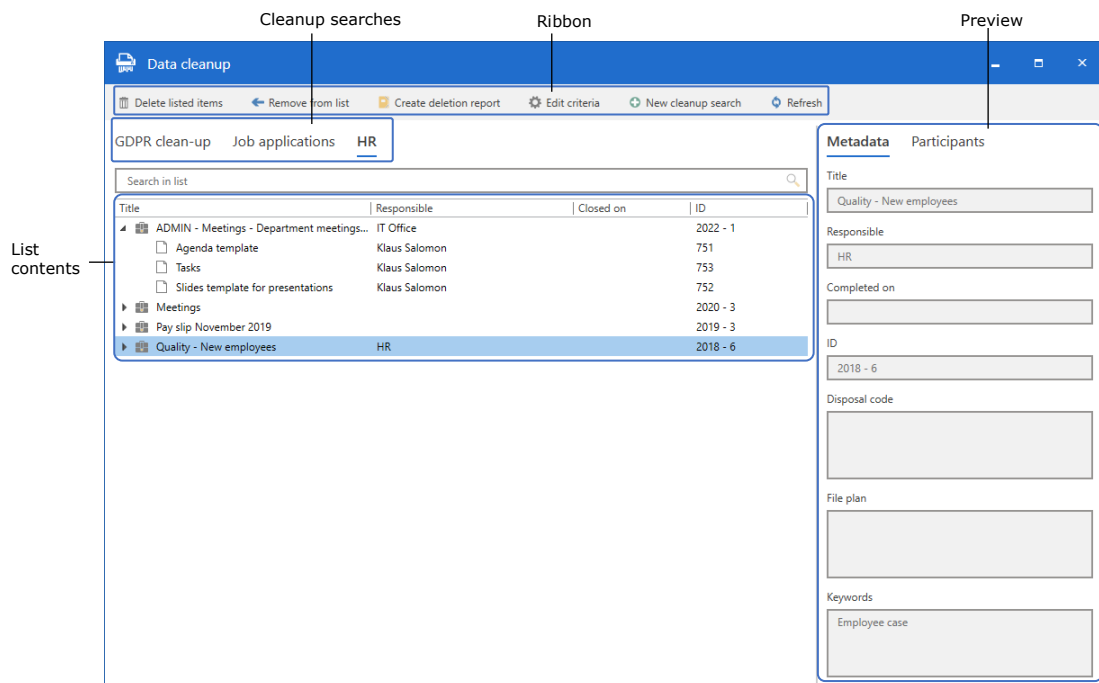 Cleanup searches Ribbon Preview
Data cleanup
Delete listed items Remove from list Create deletion report Edit criteria New cleanup search Refresh
GDPR clean-up Job applications HR
Metadata Participants
Search in list
Title
Quality - New employees
Title Responsible Closed on ID
ADMIN - Meetings - Department meetings... IT Office 2022 - 1
Responsible
Agenda template Klaus Salomon 751
HR
Tasks Klaus Salomon 753
Slides template for presentations Klaus Salomon 752
Completed on
Meetings 2020 - 3
Pay slip November 2019 2019 - 3
Quality - New employees HR 2018 - 6
List
contents
ID
2018 - 6
Disposal code
File plan
Keywords
Employee case